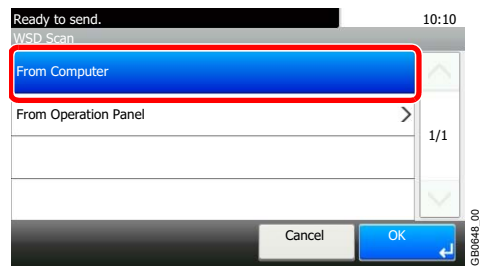 Ready to send.
10:10
WSD Scan
From Computer
From Operation Panel
1/1
Cancel
OK
GB0648_00